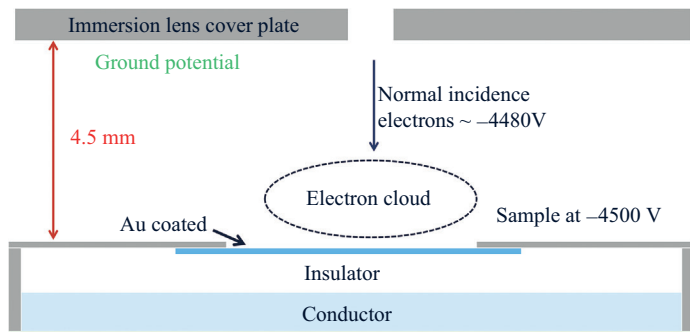 Immersion lens cover plate
Ground potential
Normal incidence
electrons ~ –4480V
4.5 mm
Electron cloud
Au coated
Sample at –4500 V
Insulator
Conductor